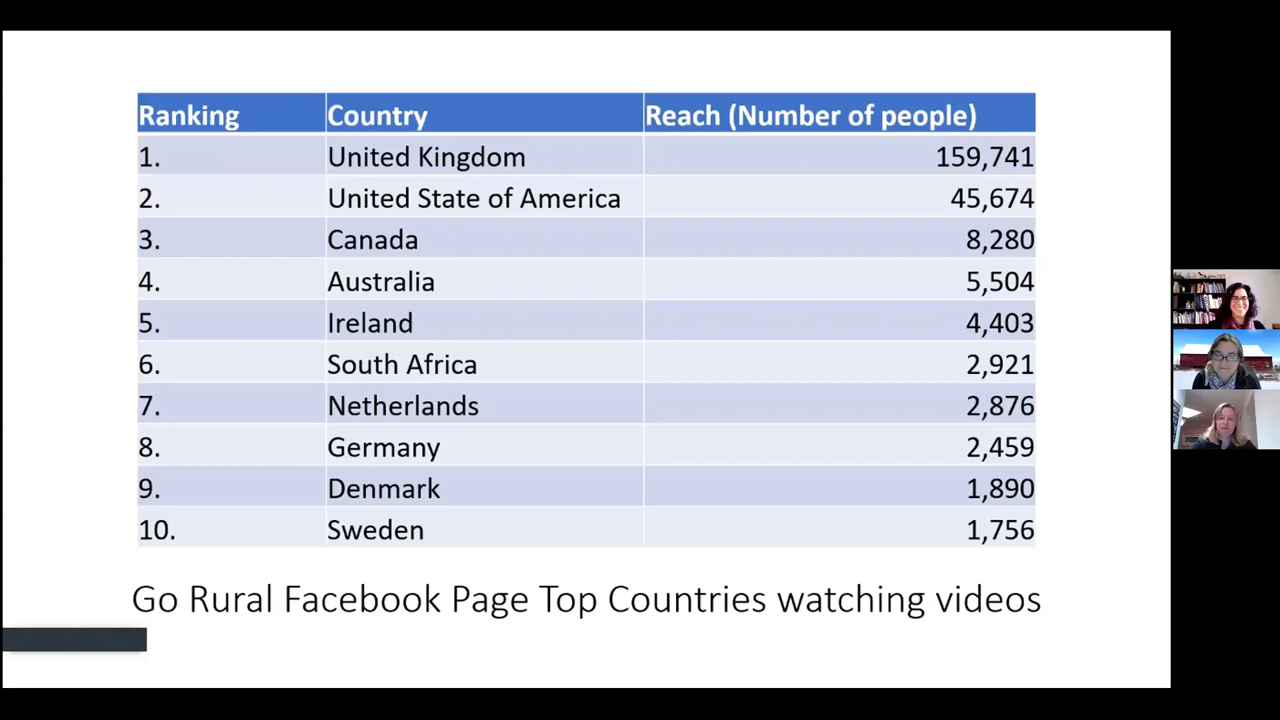 Ranking Country Reach (Number of people)
1. United Kingdom 159,741
2. United State of America 45,674
3. Canada 8,280
4. Australia 5,504
5. Ireland 4,403
6. South Africa 2,921
7. Netherlands 2,876
8. Germany 2,459
9. Denmark 1,890
10. Sweden 1,756
Go Rural Facebook Page Top Countries watching videos